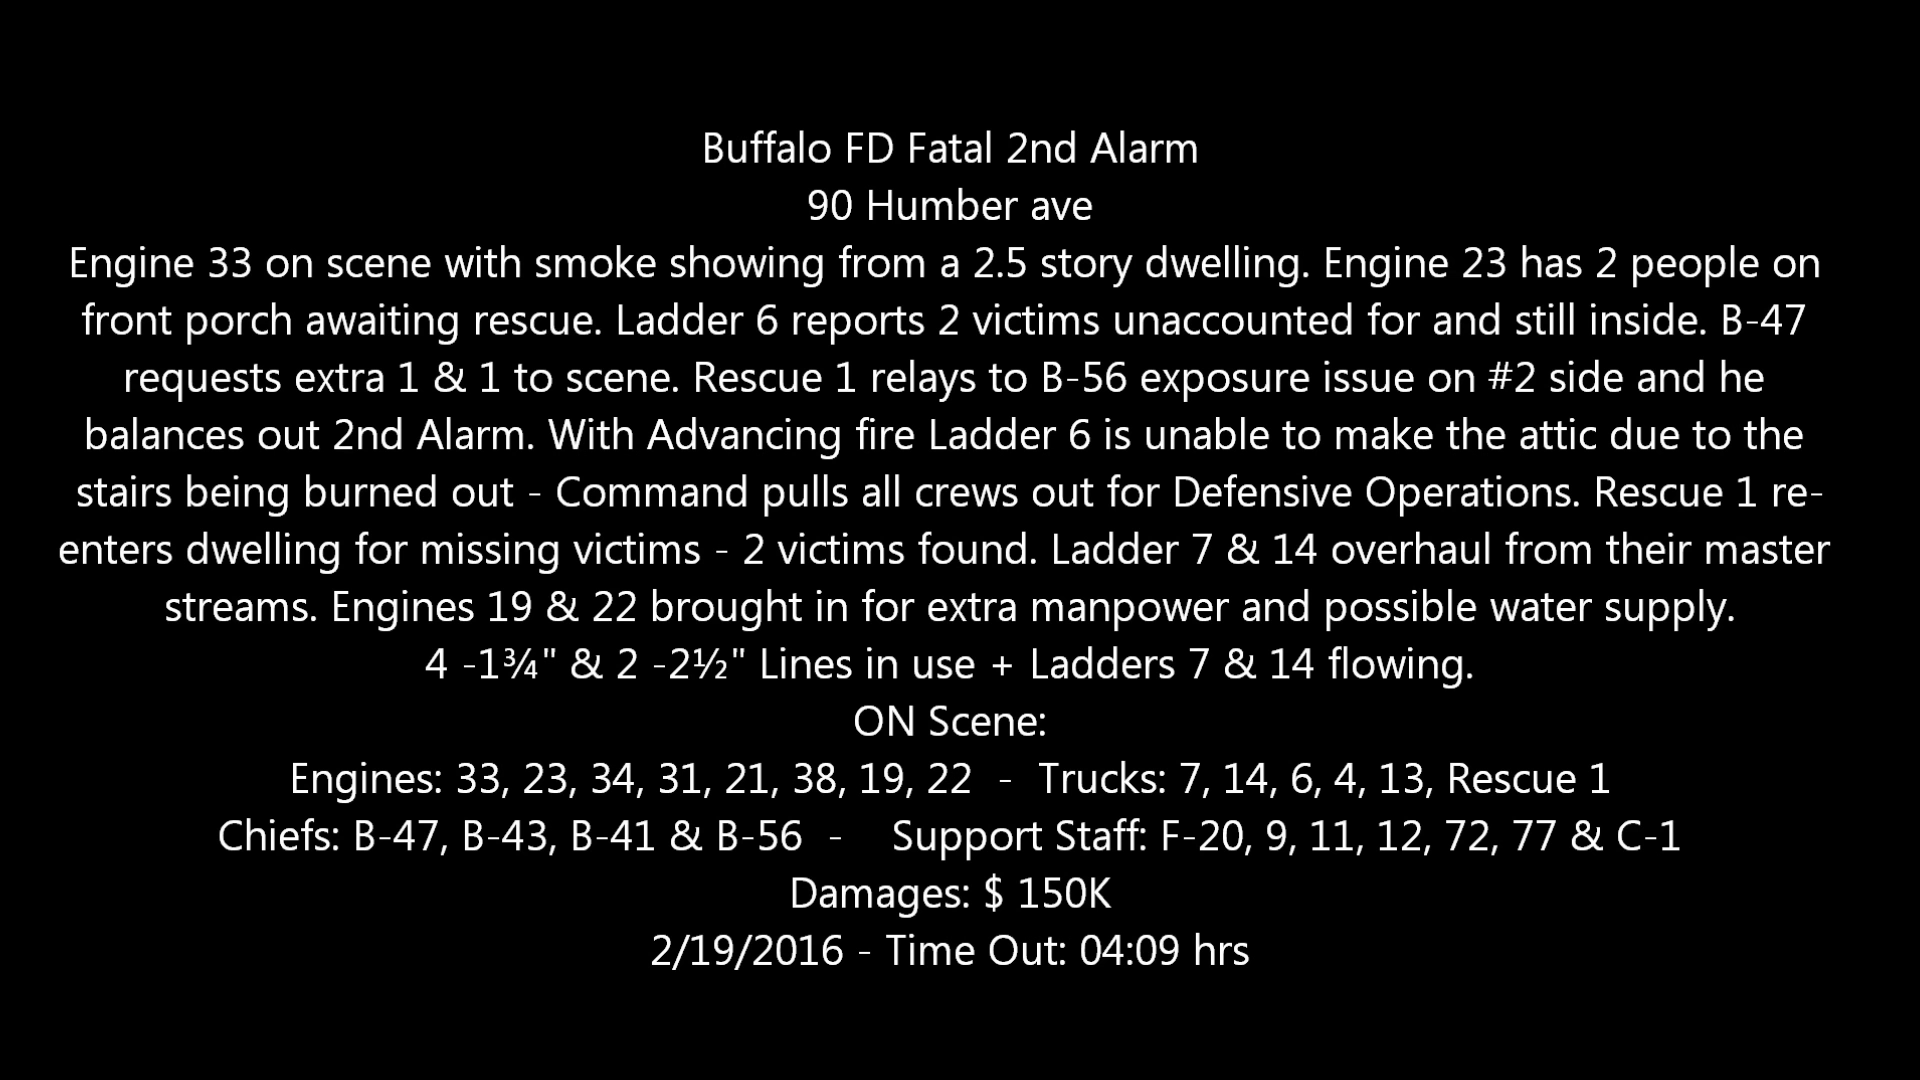 Buffalo FD Fatal 2nd Alarm
90 Humber ave
Engine 33 on scene with smoke showing from a 2.5 story dwelling. Engine 23 has 2 people on
front porch awaiting rescue. Ladder 6 reports 2 victims unaccounted for and still inside. B-47
requests extra 1 & 1 to scene. Rescue 1 relays to B-56 exposure issue on #2 side and he
balances out 2nd Alarm. With Advancing fire Ladder 6 is unable to make the attic due to the
stairs being burned out - Command pulls all crews out for Defensive Operations. Rescue 1 re-
enters dwelling for missing victims - 2 victims found. Ladder 7 & 14 overhaul from their master
streams. Engines 19 & 22 brought in for extra manpower and possible water supply.
4 -1¾" & 2 -2½" Lines in use + Ladders 7 & 14 flowing.
ON Scene:
Engines: 33, 23, 34, 31, 21, 38, 19, 22 - Trucks: 7, 14, 6, 4, 13, Rescue 1
Chiefs: B-47, B-43, B-41 & B-56 - Support Staff: F-20, 9, 11, 12, 72, 77 & C-1
Damages: $ 150K
2/19/2016 - Time Out: 04:09 hrs